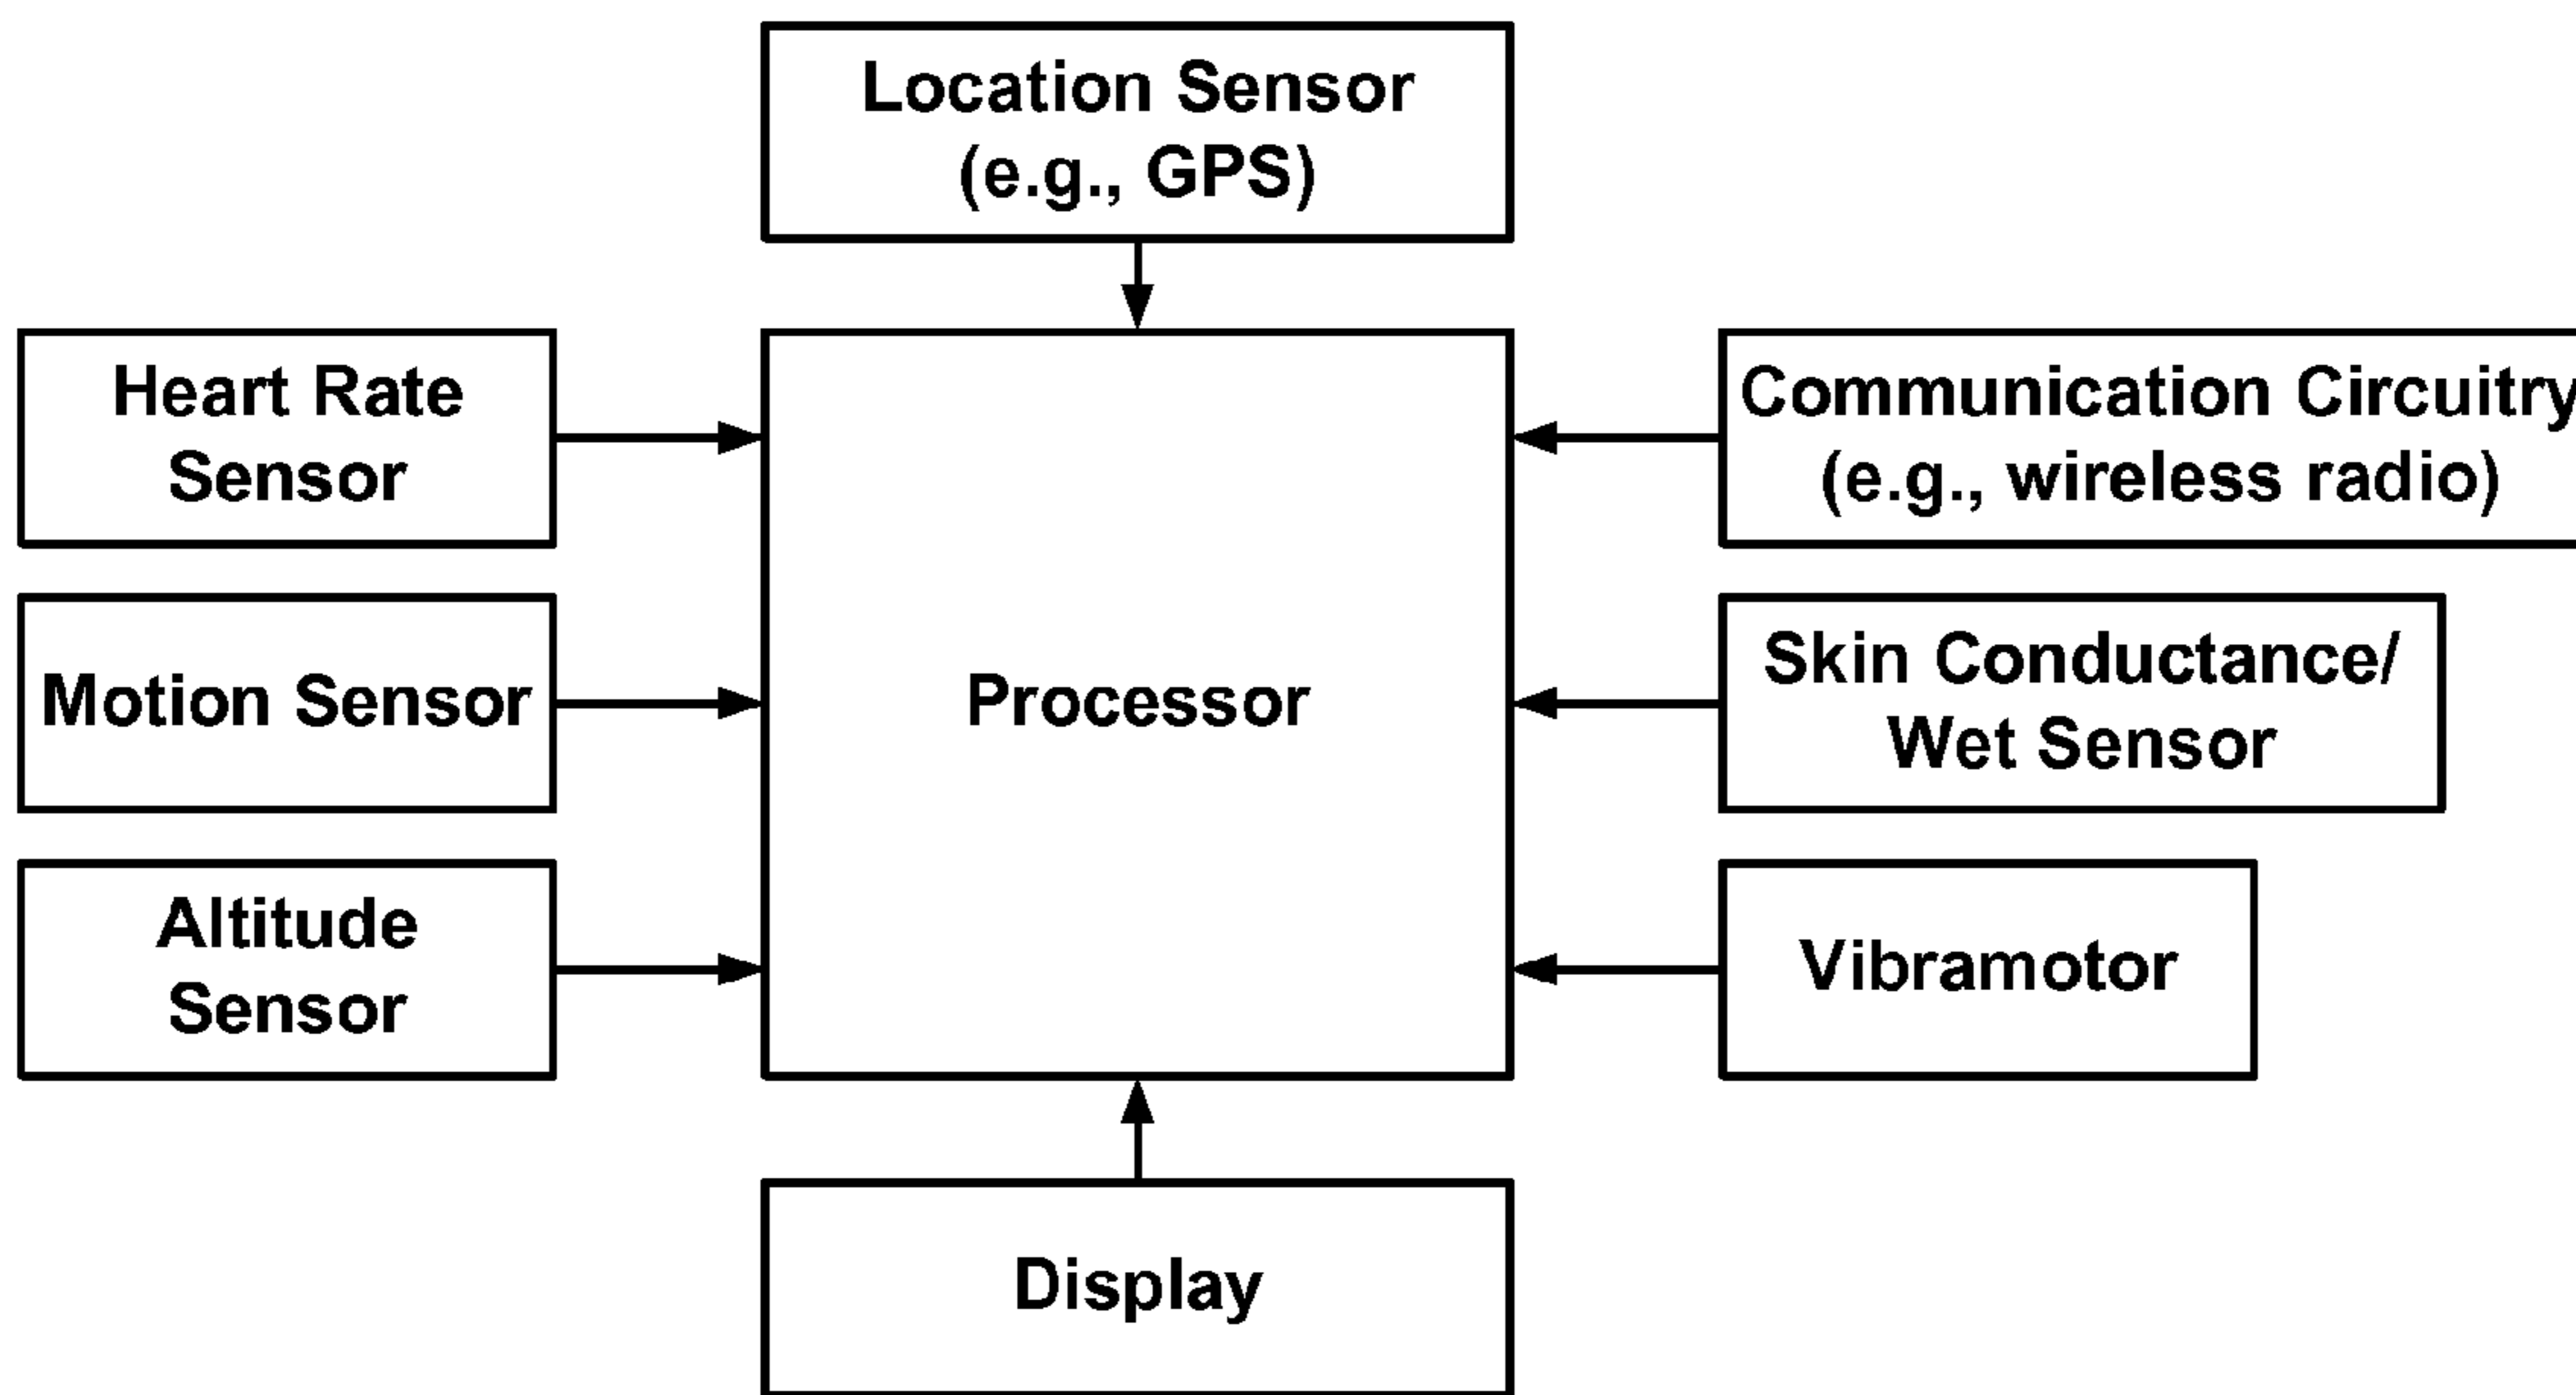 Location Sensor
(e.g., GPS)
Heart Rate
Sensor
Communication Circuitry
(e.g., wireless radio)
Motion Sensor
Processor
Skin Conductance/
Wet Sensor
Altitude
Sensor
Vibramotor
Display